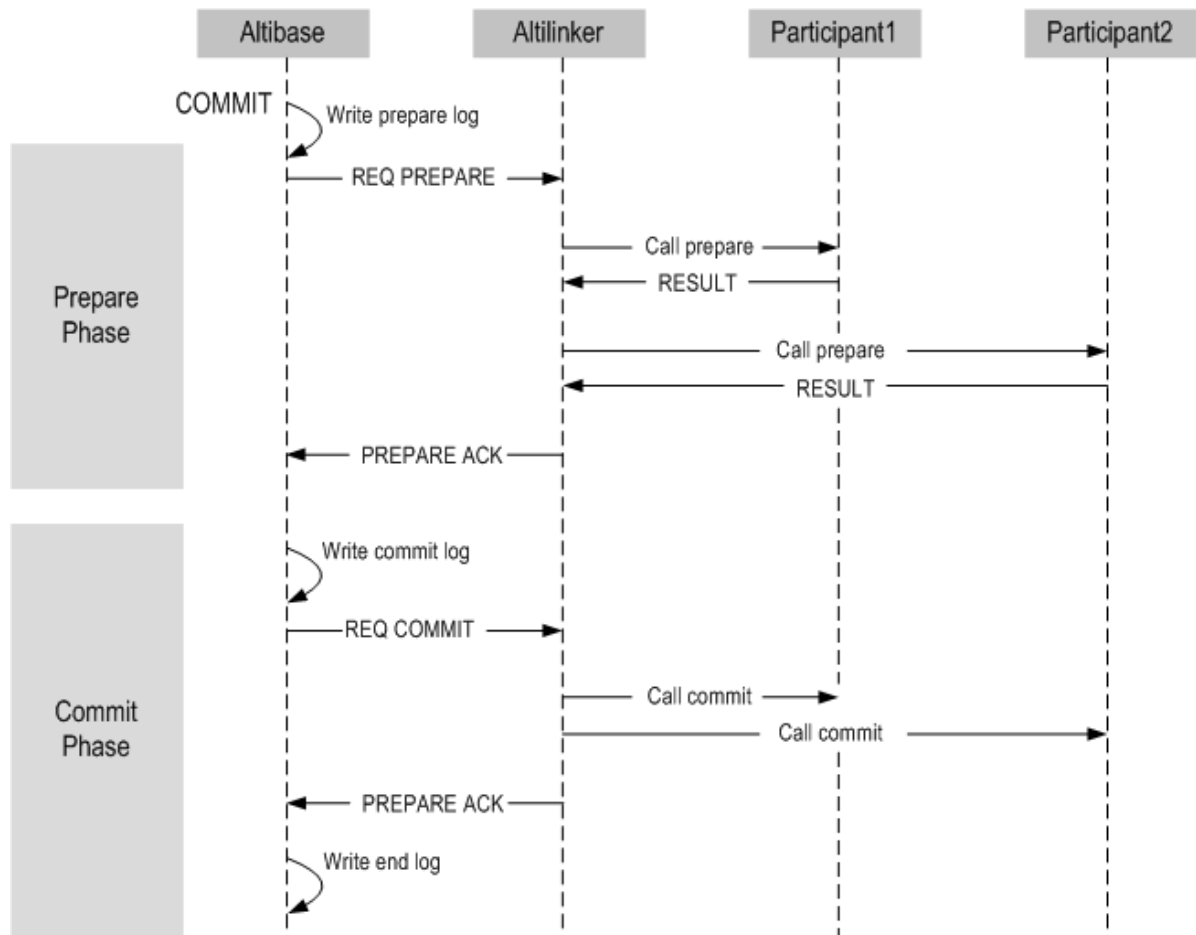 Altibase
Altilinker
Participant1
Participant2
COMMIT
Write prepare log
REQ PREPARE
Call prepare
RESULT
Prepare
Phase
Call prepare
RESULT
PREPARE ACK
Write commit log
REQ COMMIT
Call commit
Commit
Phase
Call commit
PREPARE ACK
Write end log